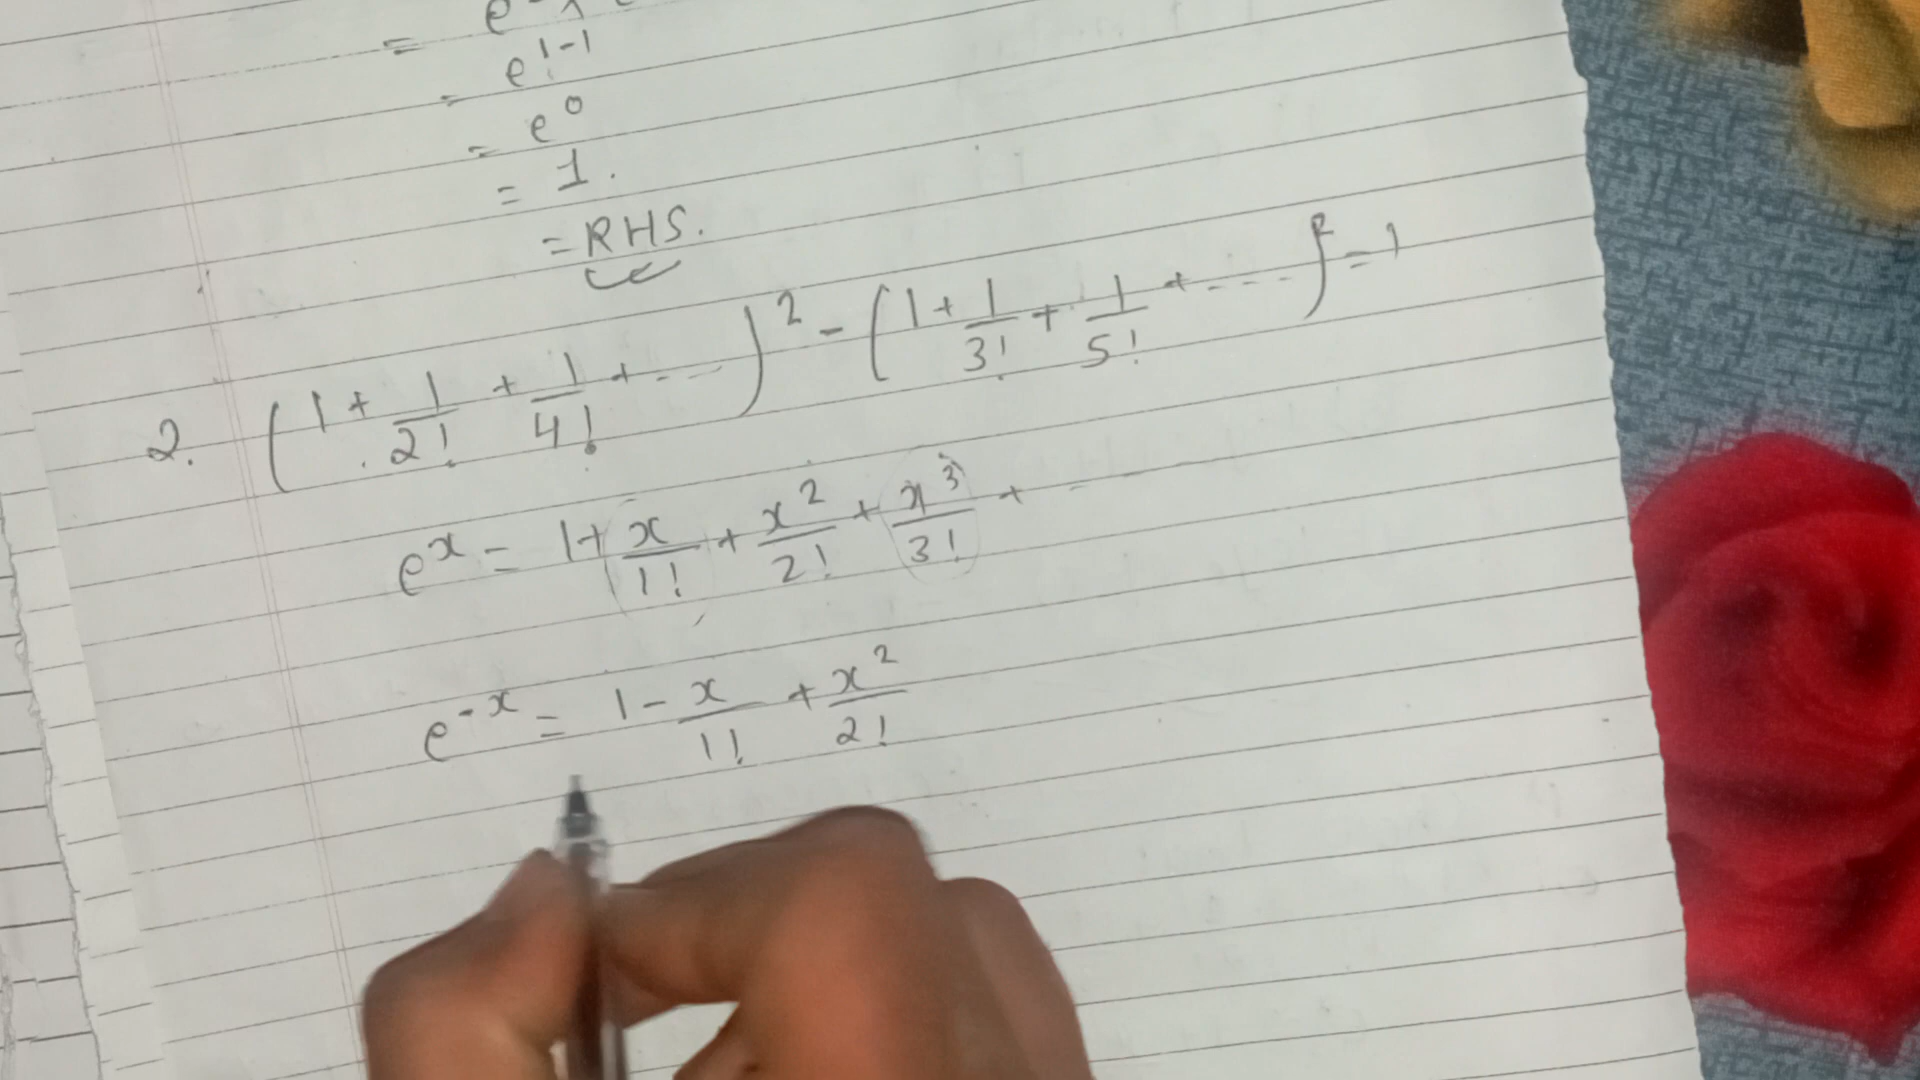 =
= e^{1-1}
= e^0
= 1.
= RHS.
2. (1 + 1/2! + 1/4! + ---)^2 - (1 + 1/3! + 1/5! + ----)^2 = 1
e^x = 1 + x/1! + x^2/2! + x^3/3! + -
e^{-x} = 1 - x/1! + x^2/2!